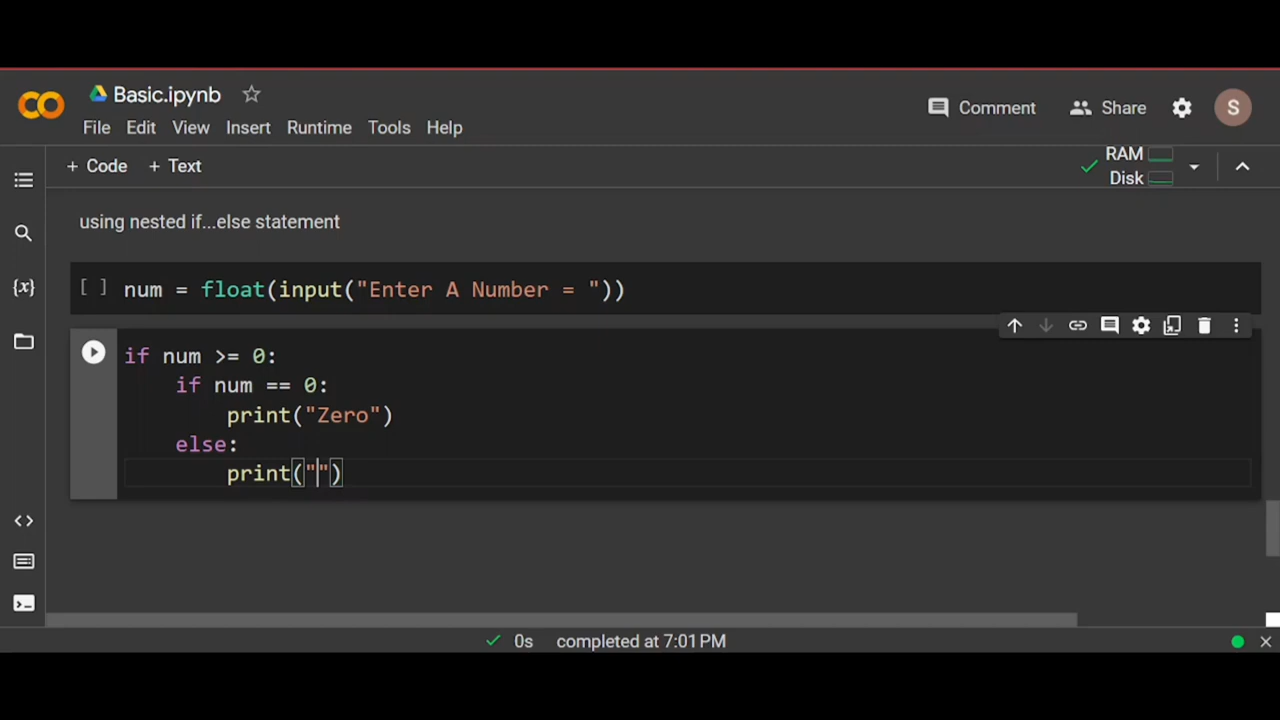 Basic.ipynb
Comment
Share
S
File Edit View Insert Runtime Tools Help
+ Code + Text
RAM
Disk
using nested if...else statement
[ ] num = float(input("Enter A Number = "))
if num >= 0:
    if num == 0:
        print("Zero")
    else:
        print("")
{x}
0s completed at 7:01 PM